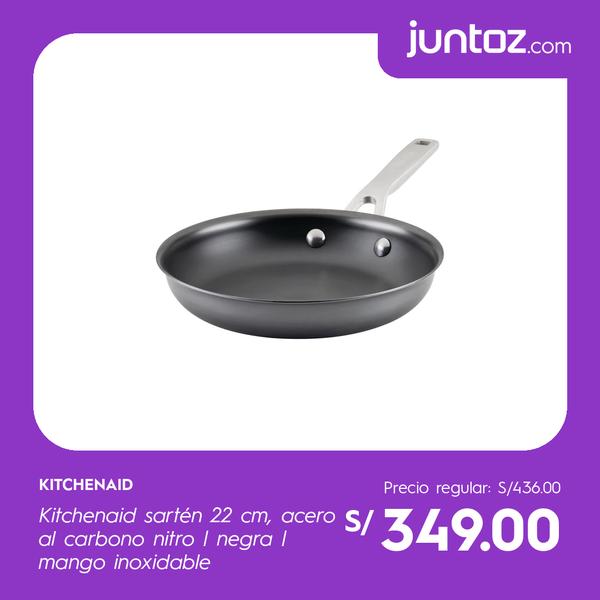 juntoz.com
KITCHENAID
Kitchenaid sartén 22 cm, acero
al carbono nitro | negra |
mango inoxidable
Precio regular: S/436.00
S/ 349.00